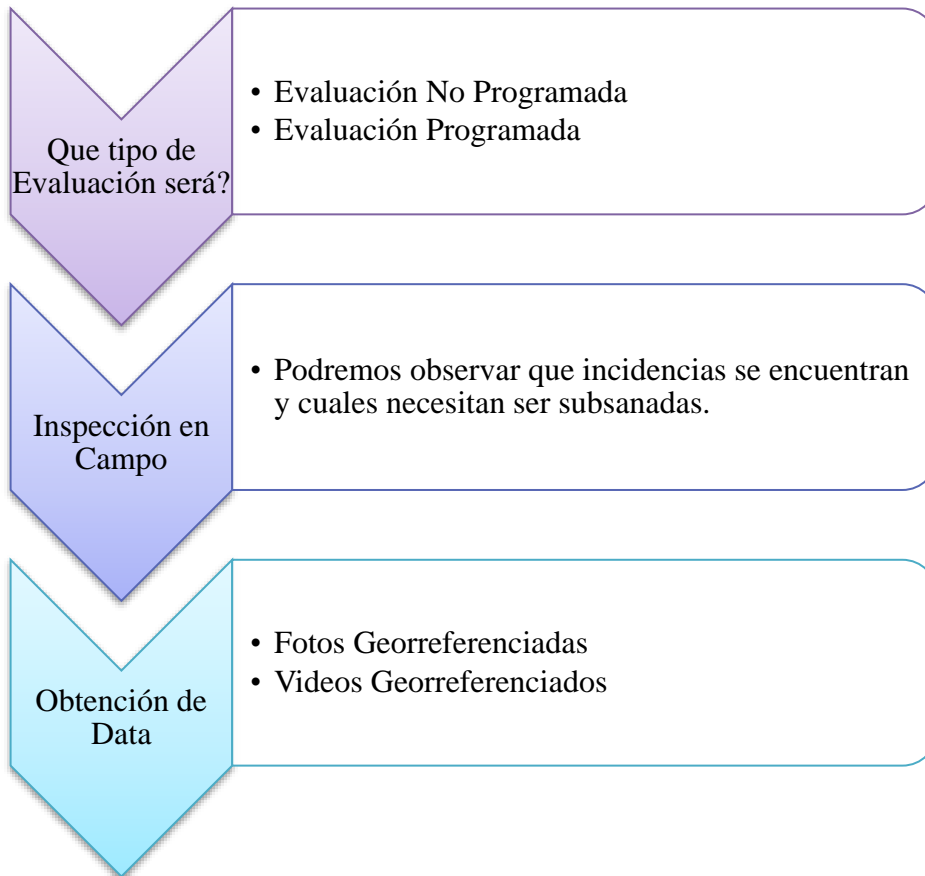 Que tipo de
Evaluación será?
• Evaluación No Programada
• Evaluación Programada
Inspección en
Campo
• Podremos observar que incidencias se encuentran
y cuales necesitan ser subsanadas.
Obtención de
Data
• Fotos Georreferenciadas
• Videos Georreferenciados